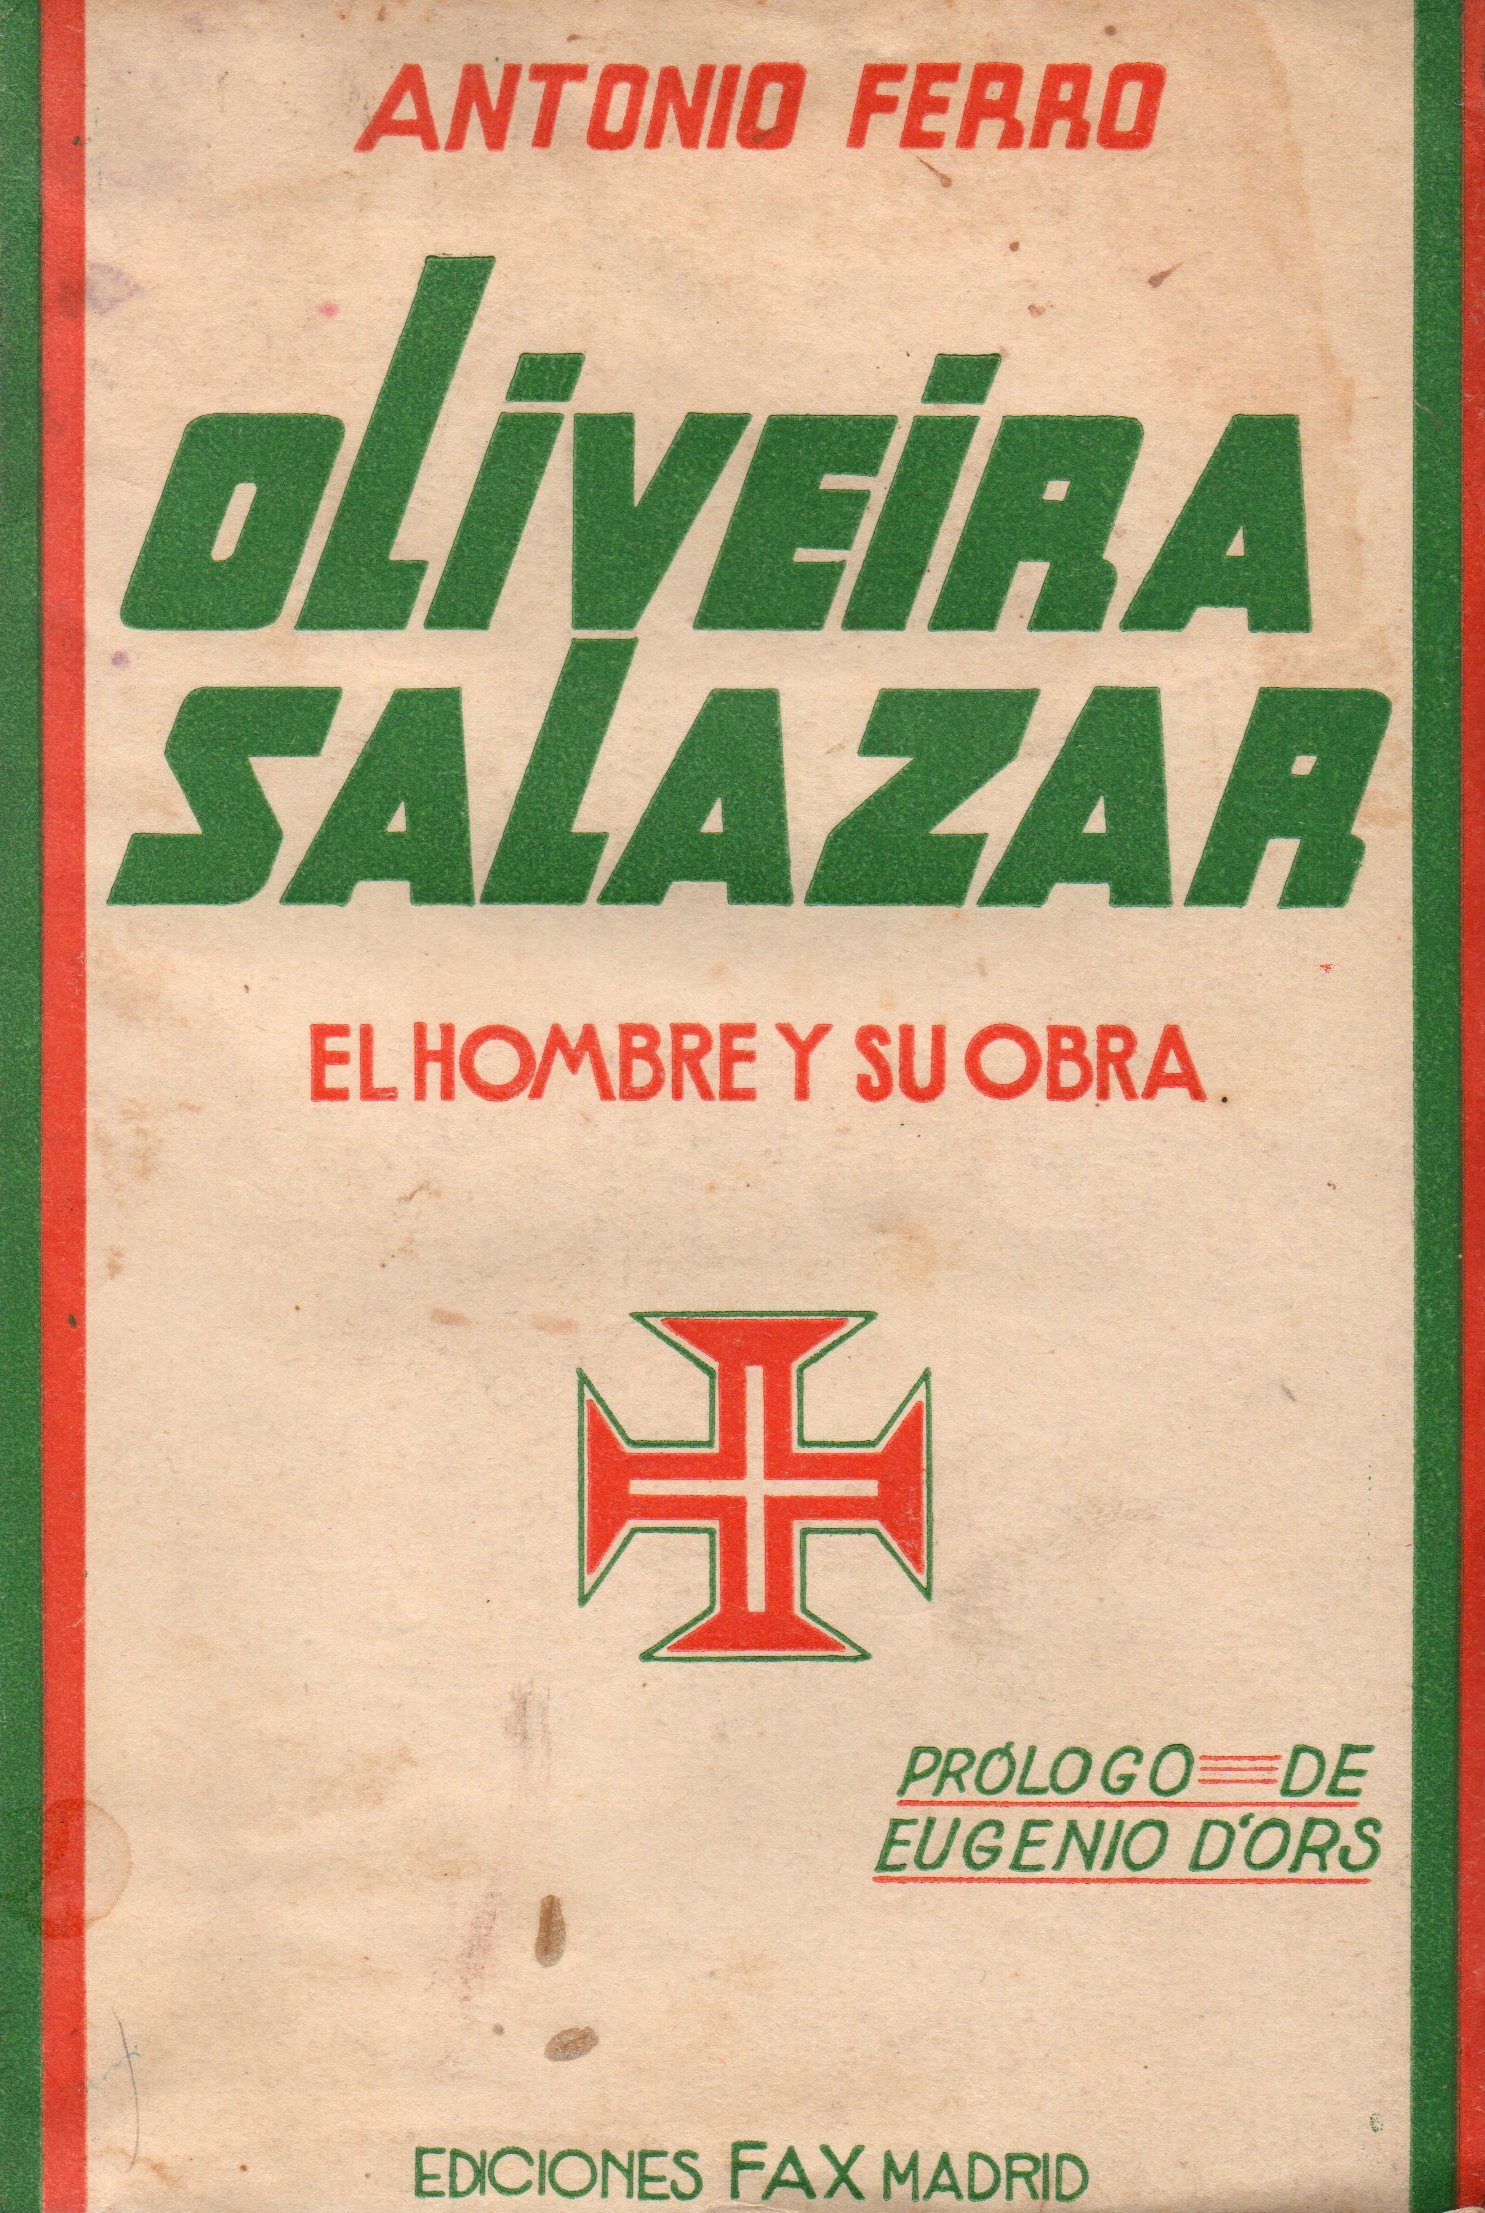 ANTONIO FERRO
OLiVEiRA
SALAZAR
EL HOMBRE Y SU OBRA
PRÓLOGO DE
EUGENIO D'ORS
EDICIONES FAX MADRID